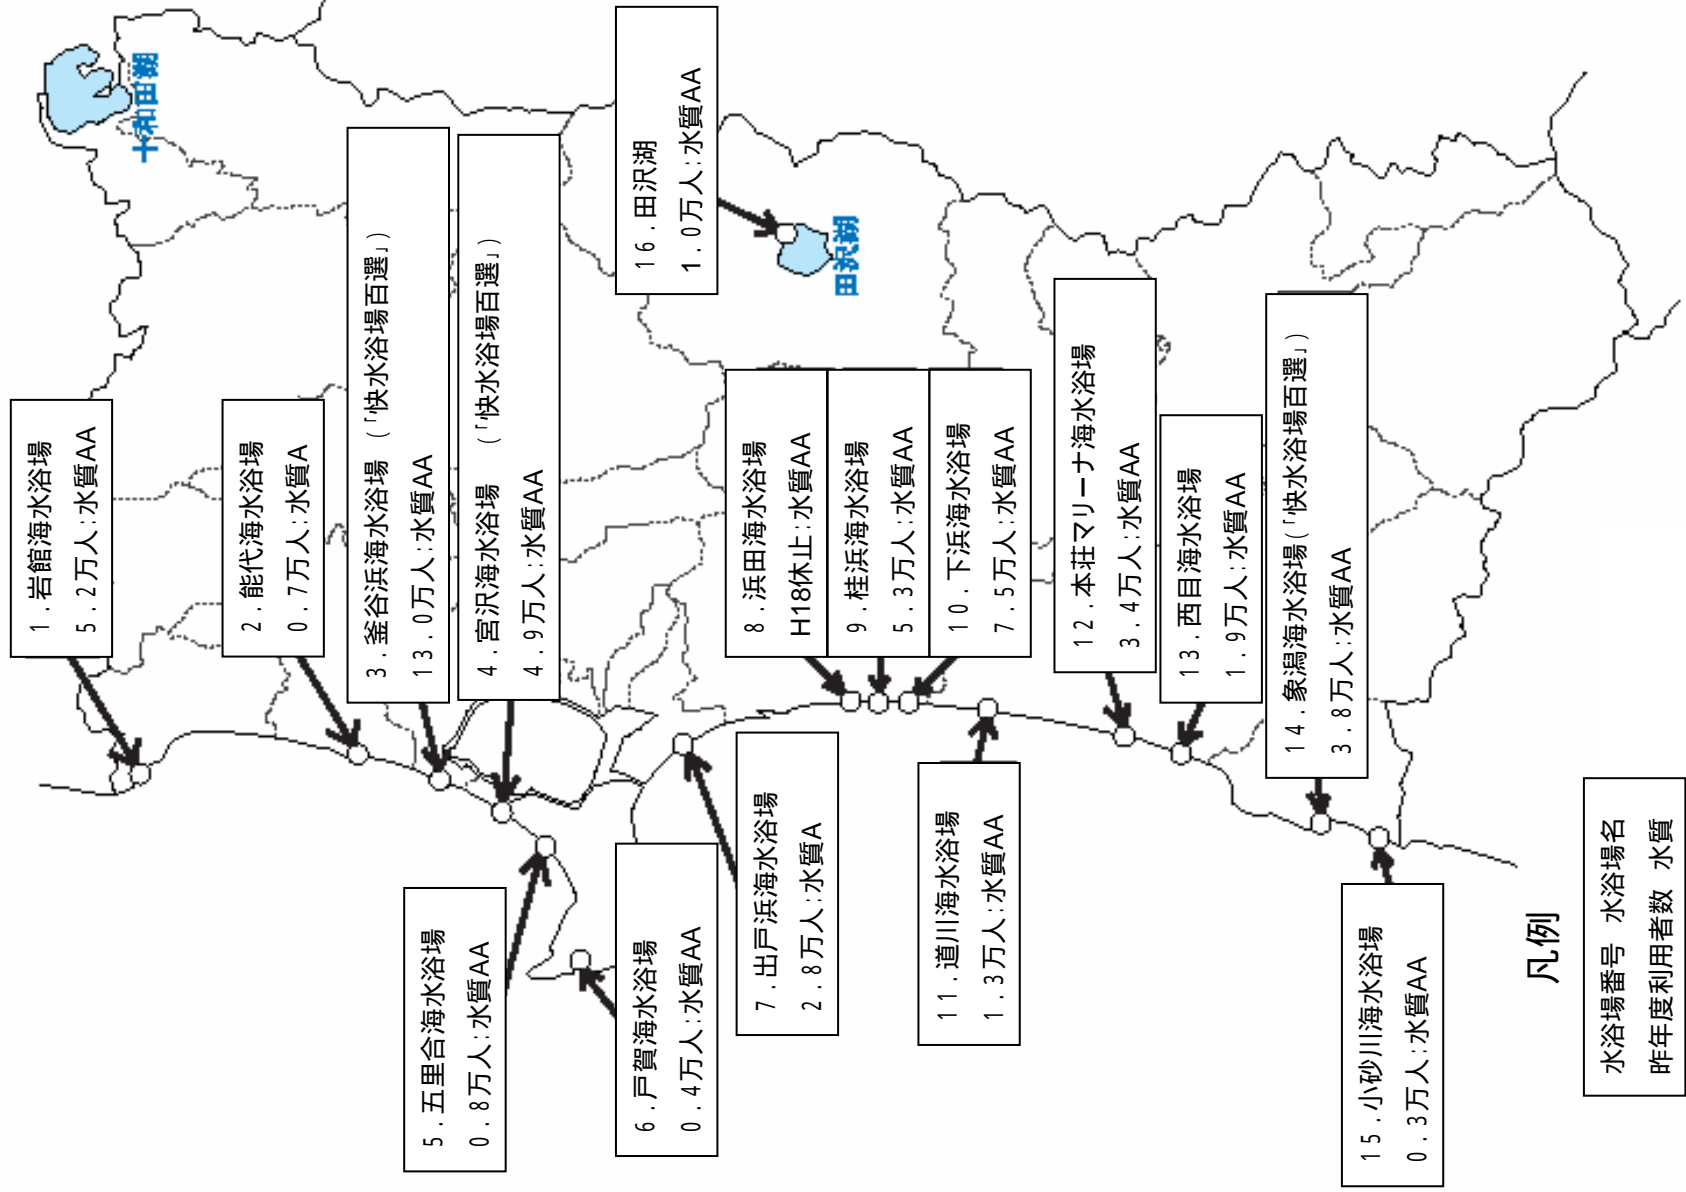 十和田湖
1.岩館海水浴場
5.2万人:水質AA
2.能代海水浴場
0.7万人:水質A
3.釜谷浜海水浴場 (「快水浴場百選」)
13.0万人:水質AA
4.宮沢海水浴場 (「快水浴場百選」)
4.9万人:水質AA
5.五里合海水浴場
0.8万人:水質AA
6.戸賀海水浴場
0.4万人:水質AA
7.出戸浜海水浴場
2.8万人:水質A
8.浜田海水浴場
H18休止:水質AA
9.桂浜海水浴場
5.3万人:水質AA
10.下浜海水浴場
7.5万人:水質AA
11.道川海水浴場
1.3万人:水質AA
12.本荘マリーナ海水浴場
3.4万人:水質AA
13.西目海水浴場
1.9万人:水質AA
14.象潟海水浴場(「快水浴場百選」)
3.8万人:水質AA
15.小砂川海水浴場
0.3万人:水質AA
16.田沢湖
1.0万人:水質AA
田沢湖
凡例
水浴場番号 水浴場名
昨年度利用者数 水質